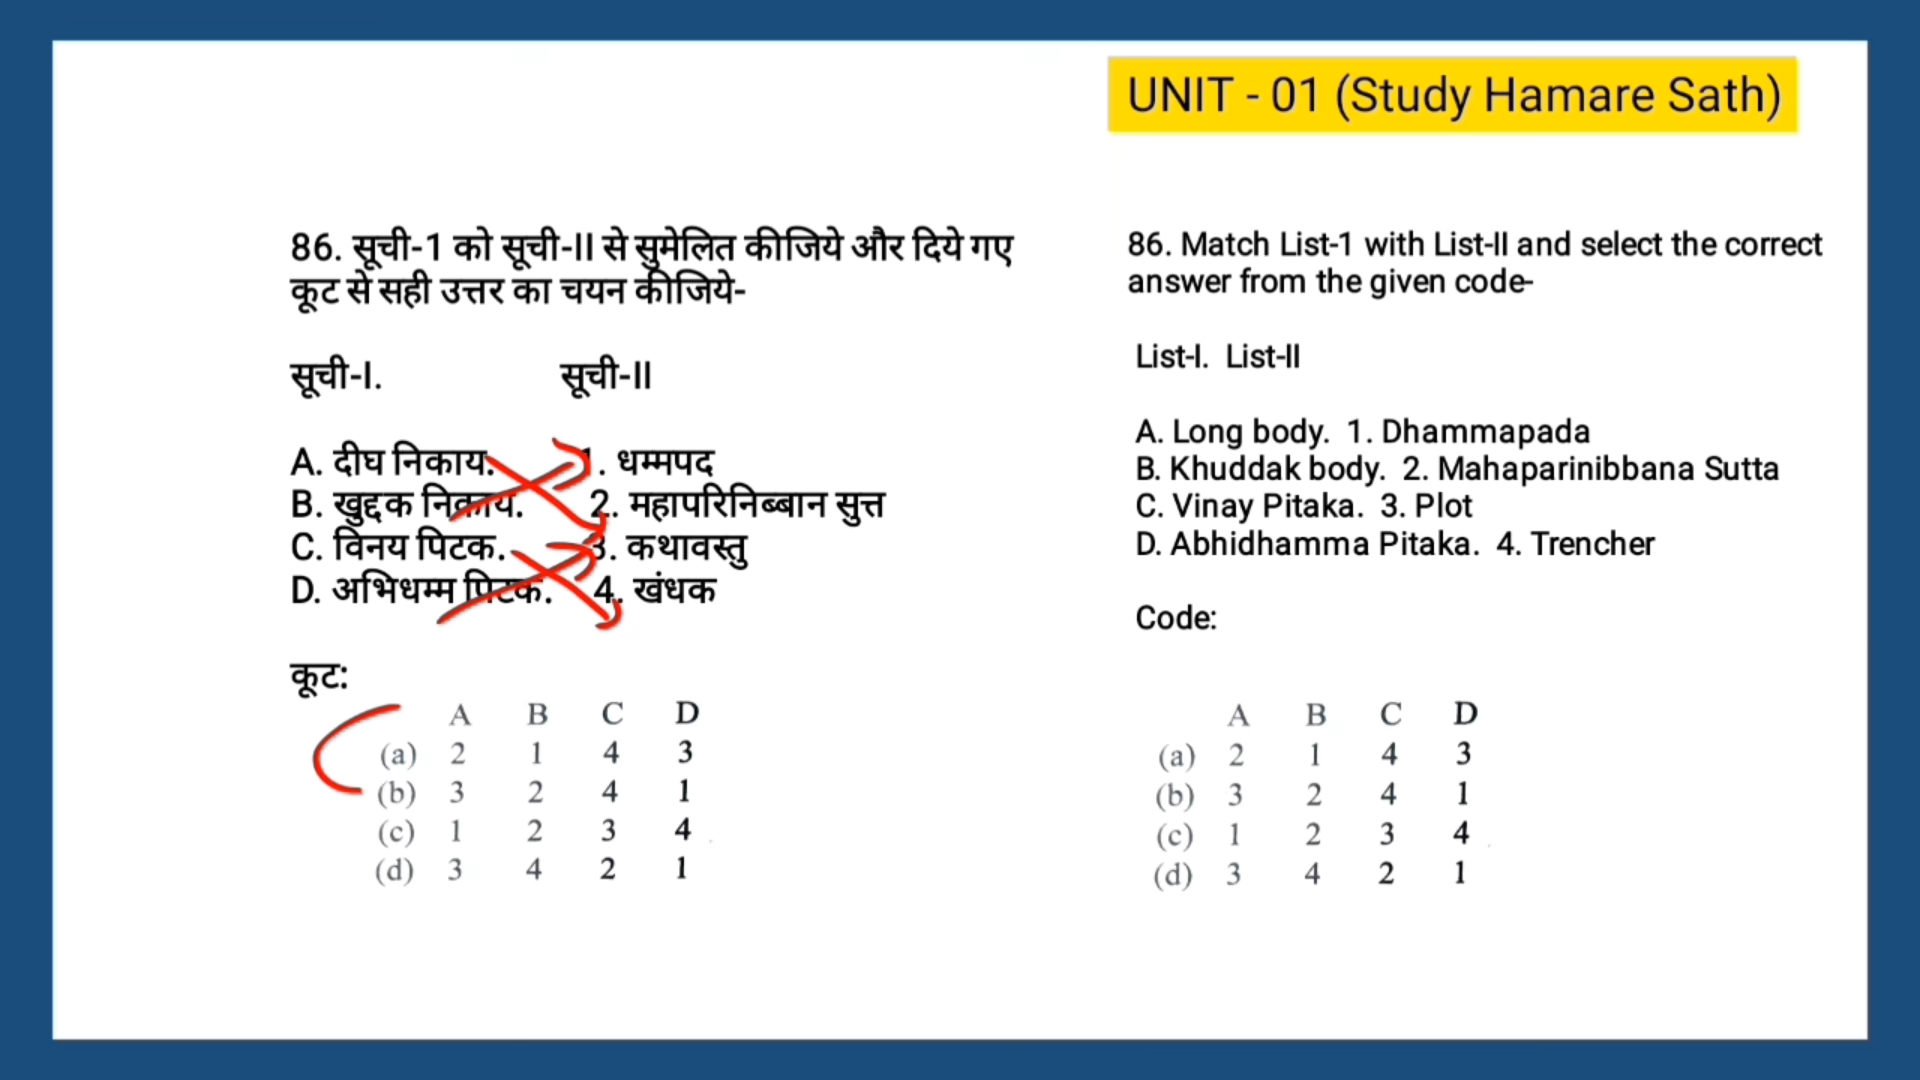 UNIT - 01 (Study Hamare Sath)
86. सूची-1 को सूची-II से सुमेलित कीजिये और दिये गए
कूट से सही उत्तर का चयन कीजिये-
सूची-I. सूची-II
A. दीघ निकाय. 1. धम्मपद
B. खुद्दक निकाय. 2. महापरिनिब्बान सुत्त
C. विनय पिटक. 3. कथावस्तु
D. अभिधम्म पिटक. 4. खंधक
कूट:
A B C D
(a) 2 1 4 3
(b) 3 2 4 1
(c) 1 2 3 4
(d) 3 4 2 1
86. Match List-1 with List-II and select the correct
answer from the given code-
List-I. List-II
A. Long body. 1. Dhammapada
B. Khuddak body. 2. Mahaparinibbana Sutta
C. Vinay Pitaka. 3. Plot
D. Abhidhamma Pitaka. 4. Trencher
Code:
A B C D
(a) 2 1 4 3
(b) 3 2 4 1
(c) 1 2 3 4
(d) 3 4 2 1